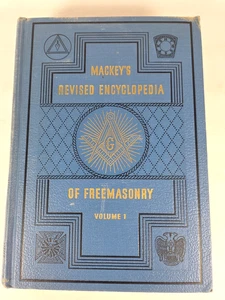 MACKEY'S
REVISED ENCYCLOPEDIA
G
OF FREEMASONRY
VOLUME I